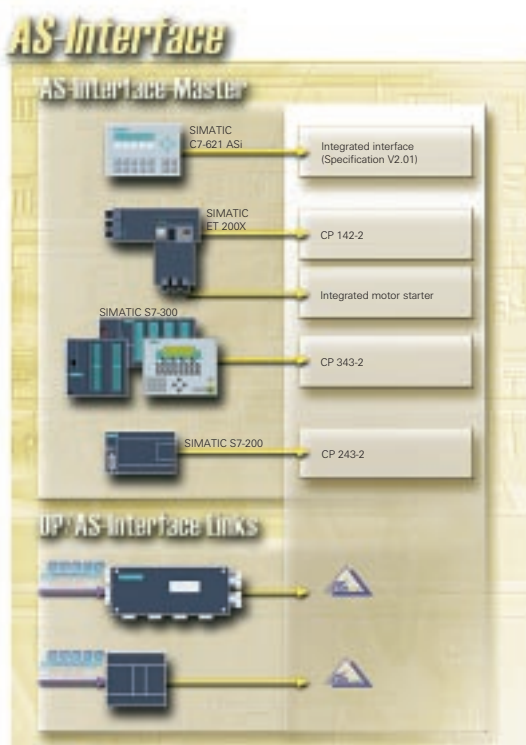 AS-Interface
AS-Interface-Master
SIMATIC
C7-621 ASi
Integrated interface
(Specification V2.01)
SIMATIC
ET 200X
CP 142-2
Integrated motor starter
SIMATIC S7-300
CP 343-2
SIMATIC S7-200
CP 243-2
DP/AS-Interface Links